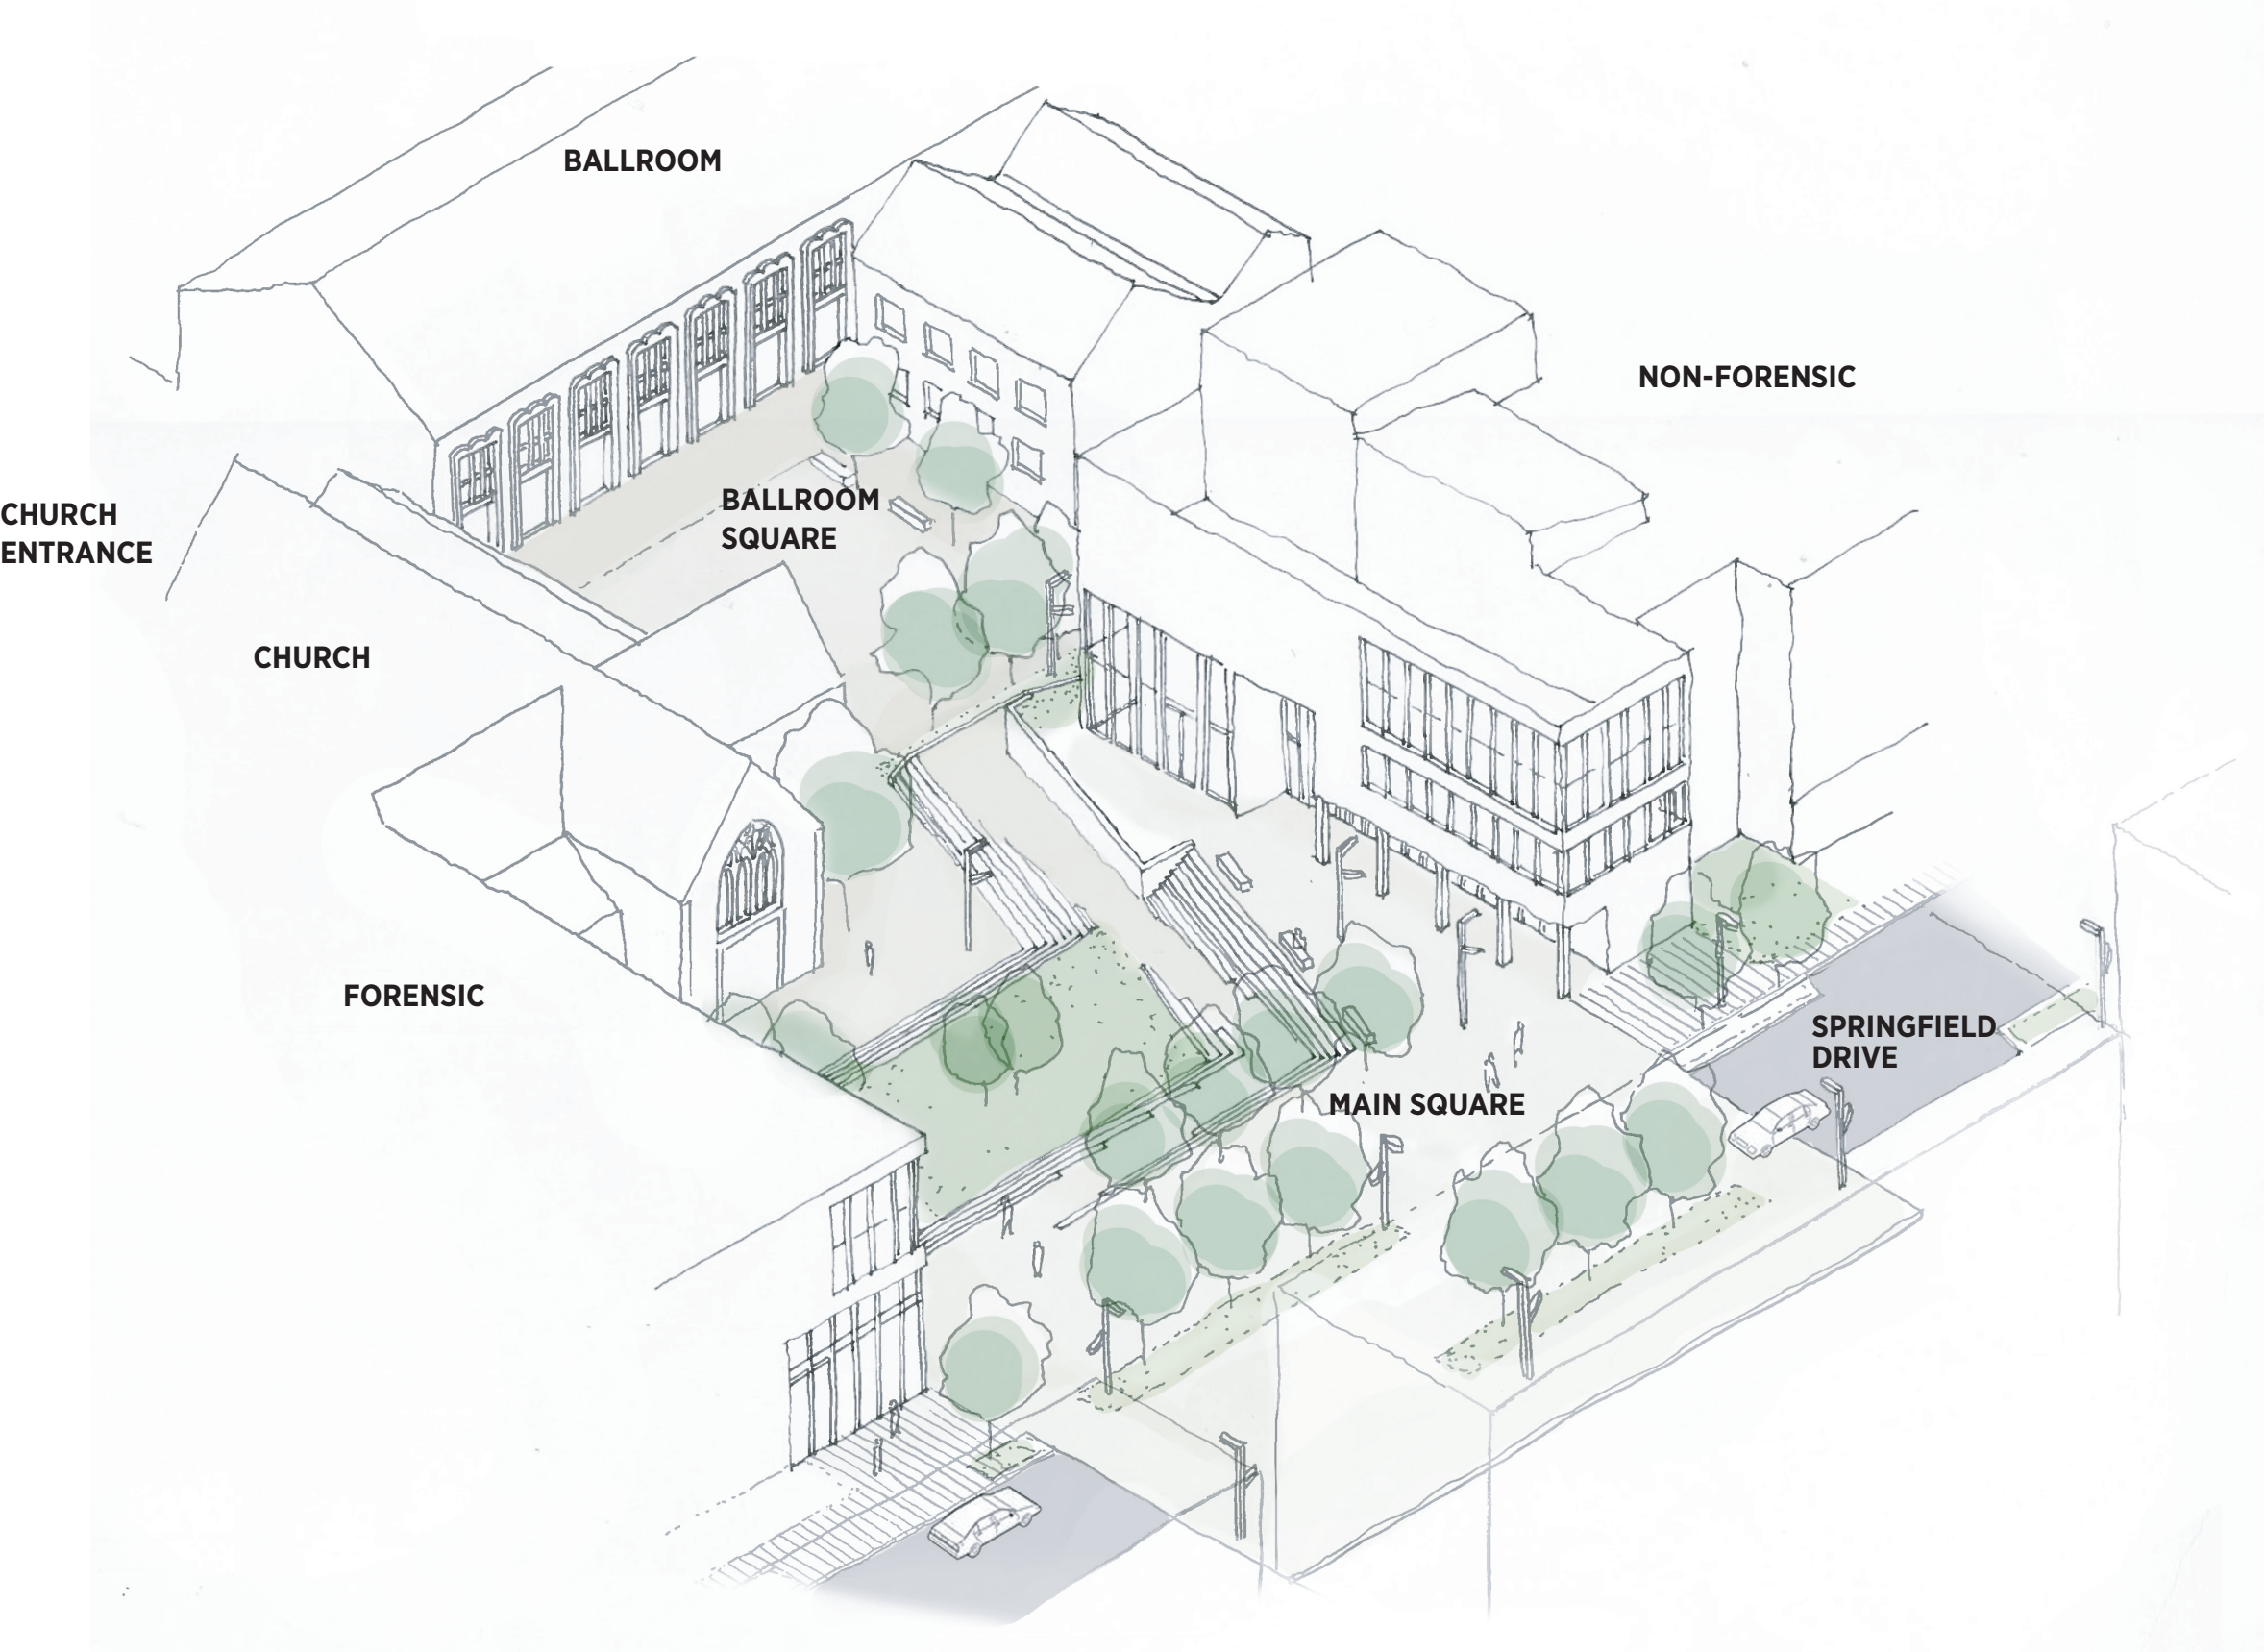 BALLROOM
NON-FORENSIC
BALLROOM
SQUARE
CHURCH
ENTRANCE
CHURCH
FORENSIC
SPRINGFIELD
DRIVE
MAIN SQUARE